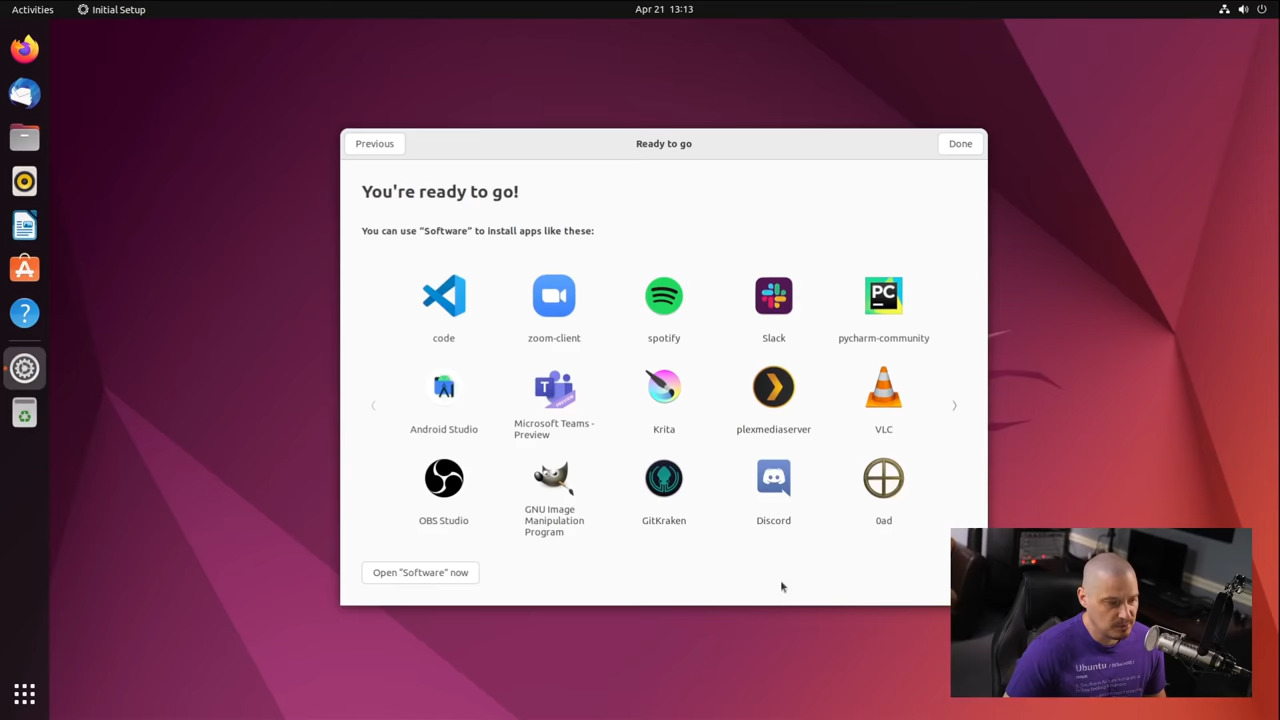 Activities
Initial Setup
Apr 21 13:13
Previous
Ready to go
Done
You're ready to go!
You can use "Software" to install apps like these:
code
zoom-client
spotify
Slack
PC
pycharm-community
Android Studio
T
PREVIEW
Microsoft Teams -
Preview
Krita
plexmediaserver
VLC
OBS Studio
GNU Image
Manipulation
Program
GitKraken
Discord
0ad
Open "Software" now
Ubuntu